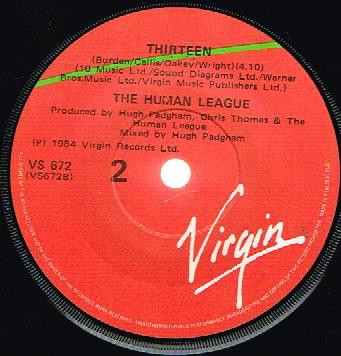 THIRTEEN
(Burden/Callis/Oakey/Wright)(4.10)
(10 Music Ltd./Sound Diagrams Ltd./Warner
Bros.Music Ltd./Virgin Music Publishers Ltd.)
THE HUMAN LEAGUE
Produced by Hugh Padgham, Chris Thomas & The
Human League
Mixed by Hugh Padgham
(P) 1984 Virgin Records Ltd.
VS 672
(VS672B)
2
Virgin